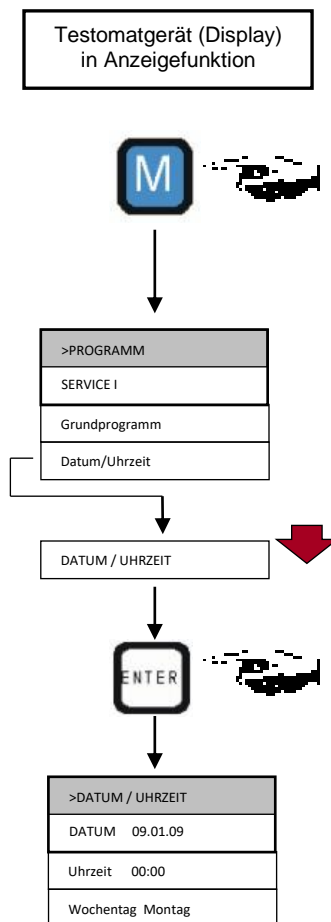 Testomatgerät (Display)
in Anzeigefunktion
M
>PROGRAMM
SERVICE I
Grundprogramm
Datum/Uhrzeit
DATUM / UHRZEIT
ENTER
>DATUM / UHRZEIT
DATUM 09.01.09
Uhrzeit 00:00
Wochentag Montag